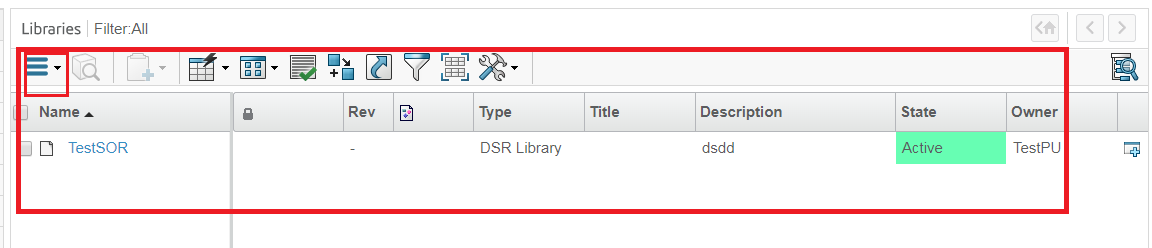 Libraries | Filter:All
Name Rev Type Title Description State Owner
TestSOR - DSR Library dsdd Active TestPU